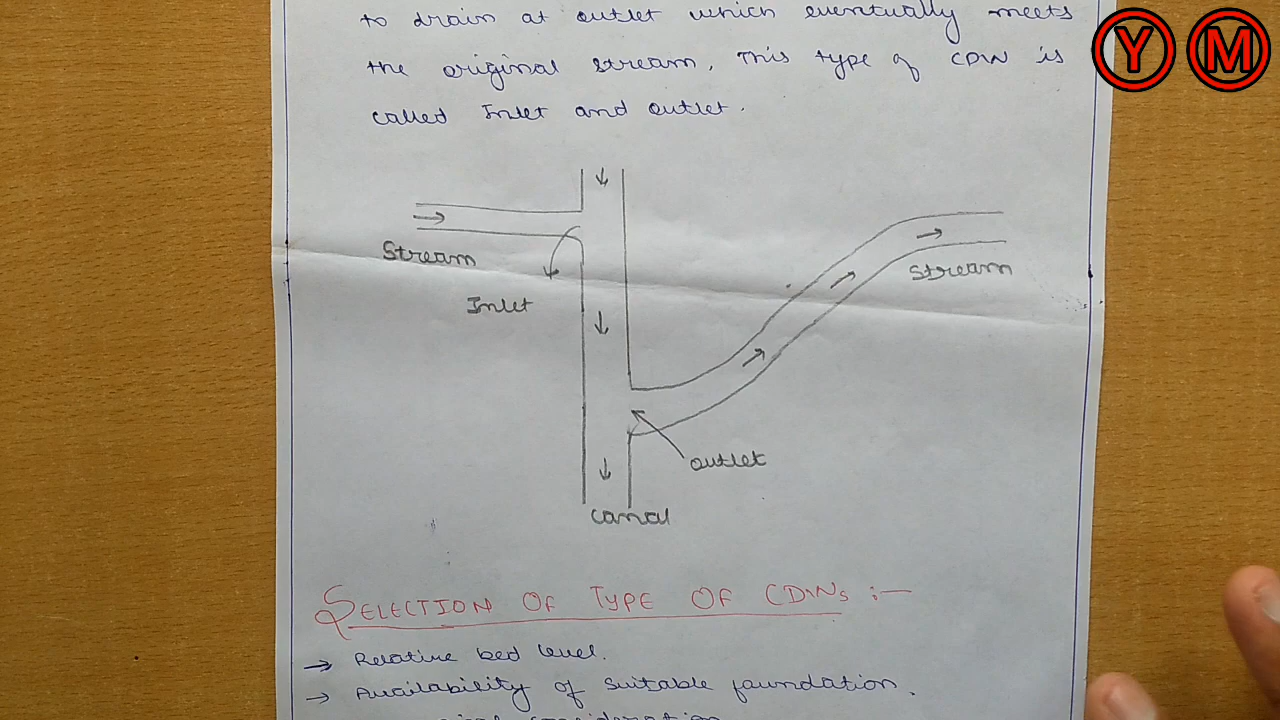 to drain at outlet which eventually meets
the original stream. This type of CDW is
called Inlet and outlet.
Y M
Stream
Stream
Inlet
outlet
canal
SELECTION OF TYPE OF CDWs :-
→ Relative bed level.
→ Availability of suitable foundation.
consideration